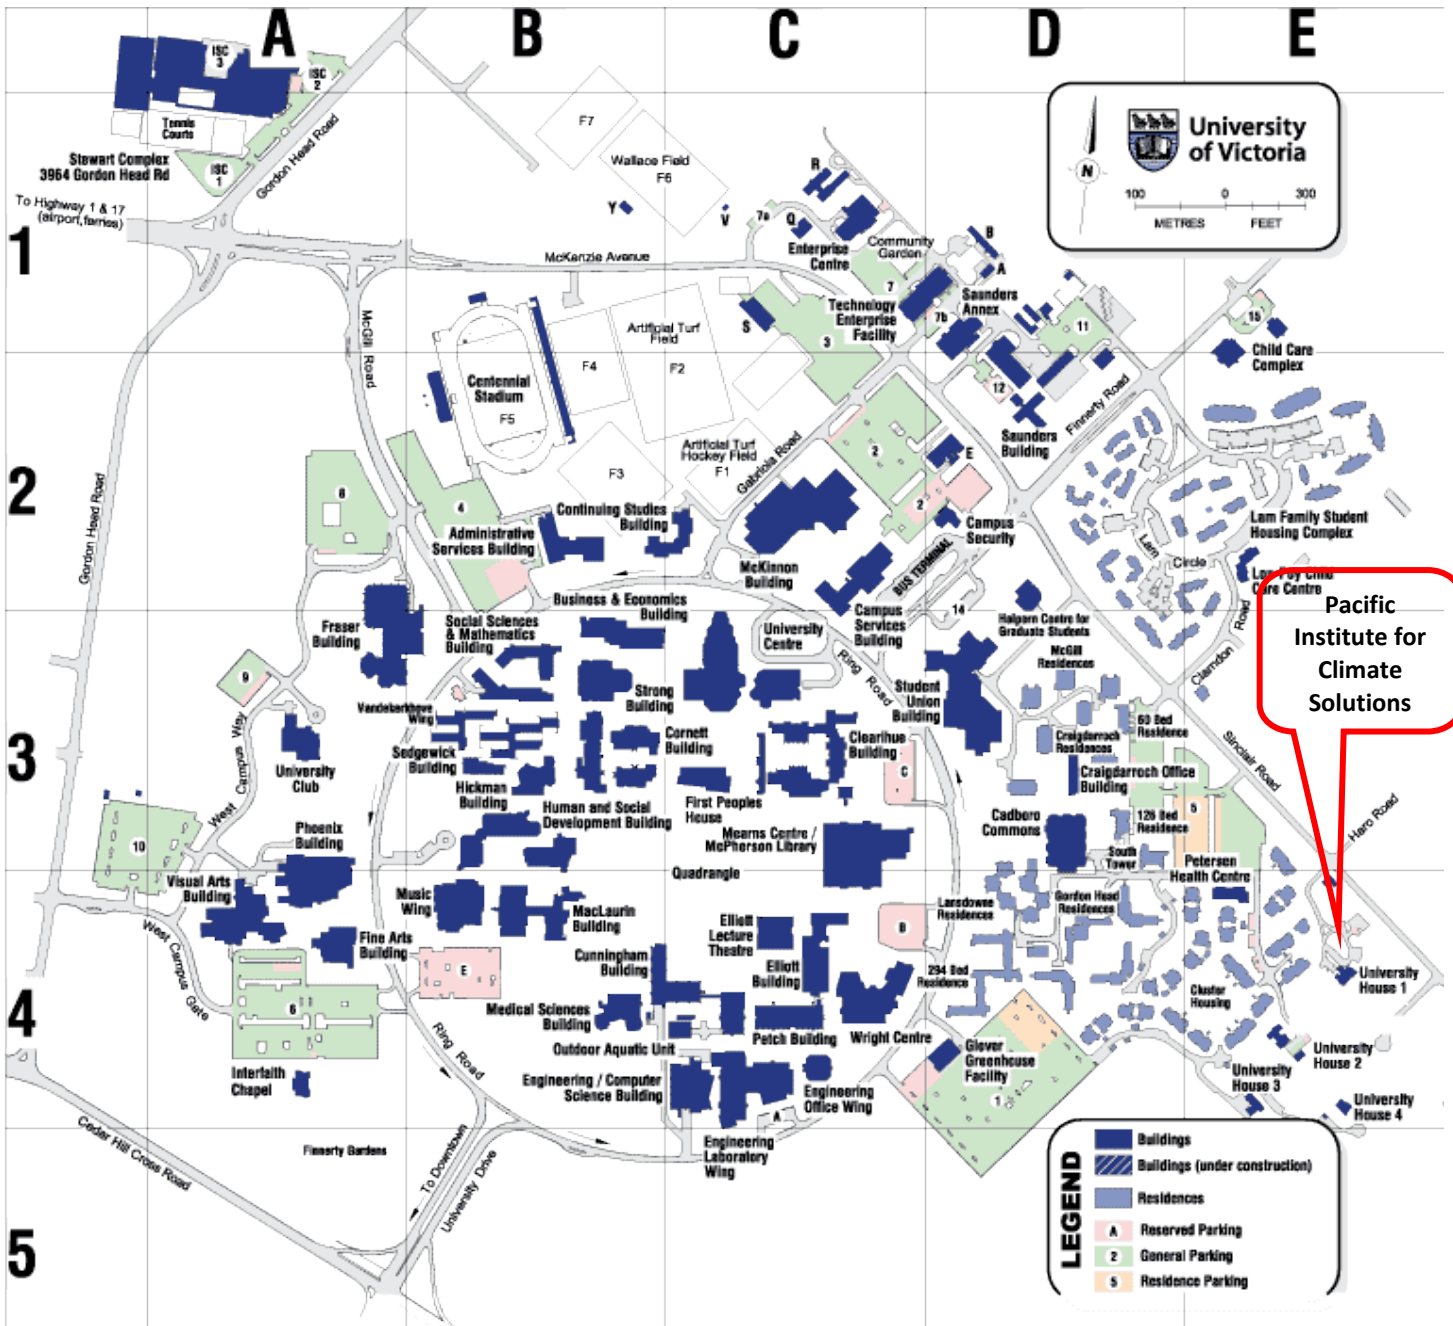 A
B
C
D
E
1
2
3
4
5
ISC
3
ISC
2
Tennis
Courts
ISC
1
Stewart Complex
3964 Gordon Head Rd
To Highway 1 & 17
(airport, ferries)
Gordon Head Road
F7
Wallace Field
F6
Y
V
R
Q
7a
Enterprise
Centre
Community
Garden
B
A
University
of Victoria
N
100
0
300
METRES
FEET
McKenzie Avenue
McGill Road
Artificial Turf
Field
F2
F4
S
3
7
7b
Technology
Enterprise
Facility
Saunders
Annex
11
12
15
Child Care
Complex
Centennial
Stadium
F5
F3
Artificial Turf
Hockey Field
F1
Gabriola Road
2
E
2
Saunders
Building
Finnerty Road
Gordon Head Road
8
4
Administrative
Services Building
Continuing Studies
Building
McKinnon
Building
Campus
Security
BUS TERMINAL
Lam Family Student
Housing Complex
Lam
Circle
Lou-Poy Child
Care Centre
Pacific
Institute for
Climate
Solutions
Clarndon
Road
Fraser
Building
Business & Economics
Building
Social Sciences
& Mathematics
Building
University
Centre
Campus
Services
Building
14
Halpern Centre for
Graduate Students
McGill
Residences
Ring Road
9
Strong
Building
Student
Union
Building
Vandekerkhove
Wing
Sedgewick
Building
Cornett
Building
Clearihue
Building
C
Craigdarroch
Residences
60 Bed
Residence
Sinclair Road
Craigdarroch Office
Building
West Campus Way
University
Club
Hickman
Building
Human and Social
Development Building
First Peoples
House
Mearns Centre /
McPherson Library
Cadboro
Commons
126 Bed
Residence
5
Haro Road
10
Phoenix
Building
South
Tower
Petersen
Health Centre
Visual Arts
Building
Music
Wing
Quadrangle
Lansdowne
Residences
Gordon Head
Residences
MacLaurin
Building
Elliott
Lecture
Theatre
B
West Campus Gate
Fine Arts
Building
E
Cunningham
Building
Elliott
Building
294 Bed
Residence
Cluster
Housing
University
House 1
6
Medical Sciences
Building
Petch Building
Wright Centre
Outdoor Aquatic Unit
Ring Road
Glover
Greenhouse
Facility
University
House 2
University
House 3
Interfaith
Chapel
Engineering / Computer
Science Building
Engineering
Office Wing
1
University
House 4
A
Cedar Hill Cross Road
Finnerty Gardens
To Downtown
University Drive
Engineering
Laboratory
Wing
LEGEND
Buildings
Buildings (under construction)
Residences
A Reserved Parking
2 General Parking
5 Residence Parking